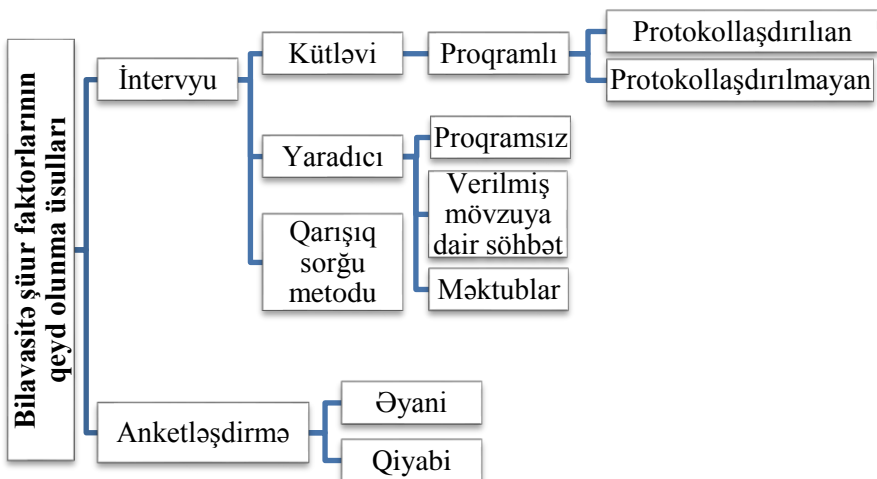 Bilavasitə şüur faktorlarının
qeyd olunma üsulları
İntervyu
Kütləvi
Proqramlı
Protokollaşdırılıan
Protokollaşdırılmayan
Yaradıcı
Proqramsız
Verilmiş
mövzuya
dair söhbət
Məktublar
Qarışıq
sorğu
metodu
Anketləşdirmə
Əyani
Qiyabi